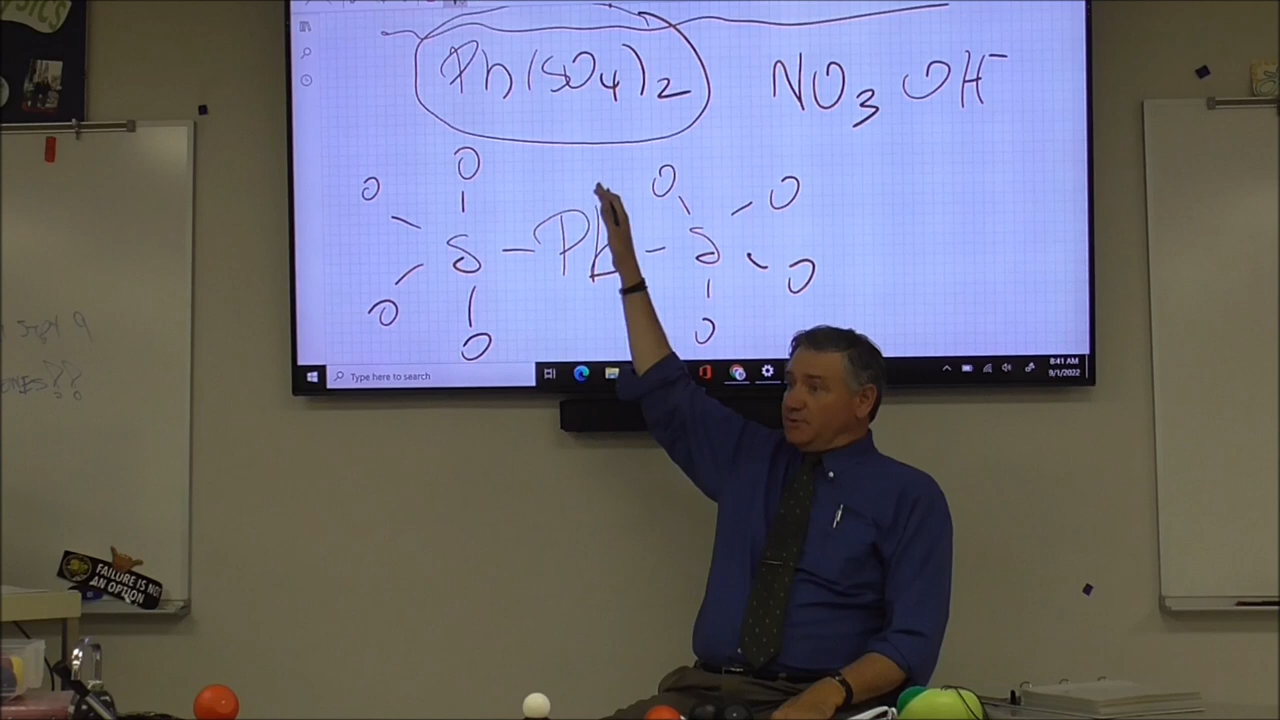 Pb(SO4)2 NO3 OH-
O O O O
S - Pb - S
O O O O
Type here to search
8:41 AM
9/1/2022
FAILURE IS NOT
AN OPTION